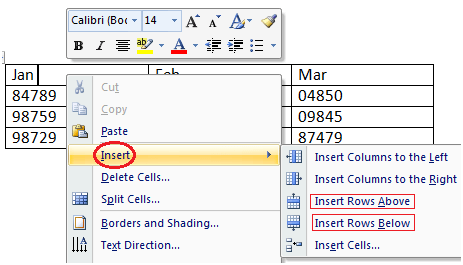 Calibri (Boc 14 A A
B I U ab A
Jan Feb Mar
84789 04850
98759 09845
98729 87479
Cut
Copy
Paste
Insert
Delete Cells...
Split Cells...
Borders and Shading...
Text Direction...
Insert Columns to the Left
Insert Columns to the Right
Insert Rows Above
Insert Rows Below
Insert Cells...